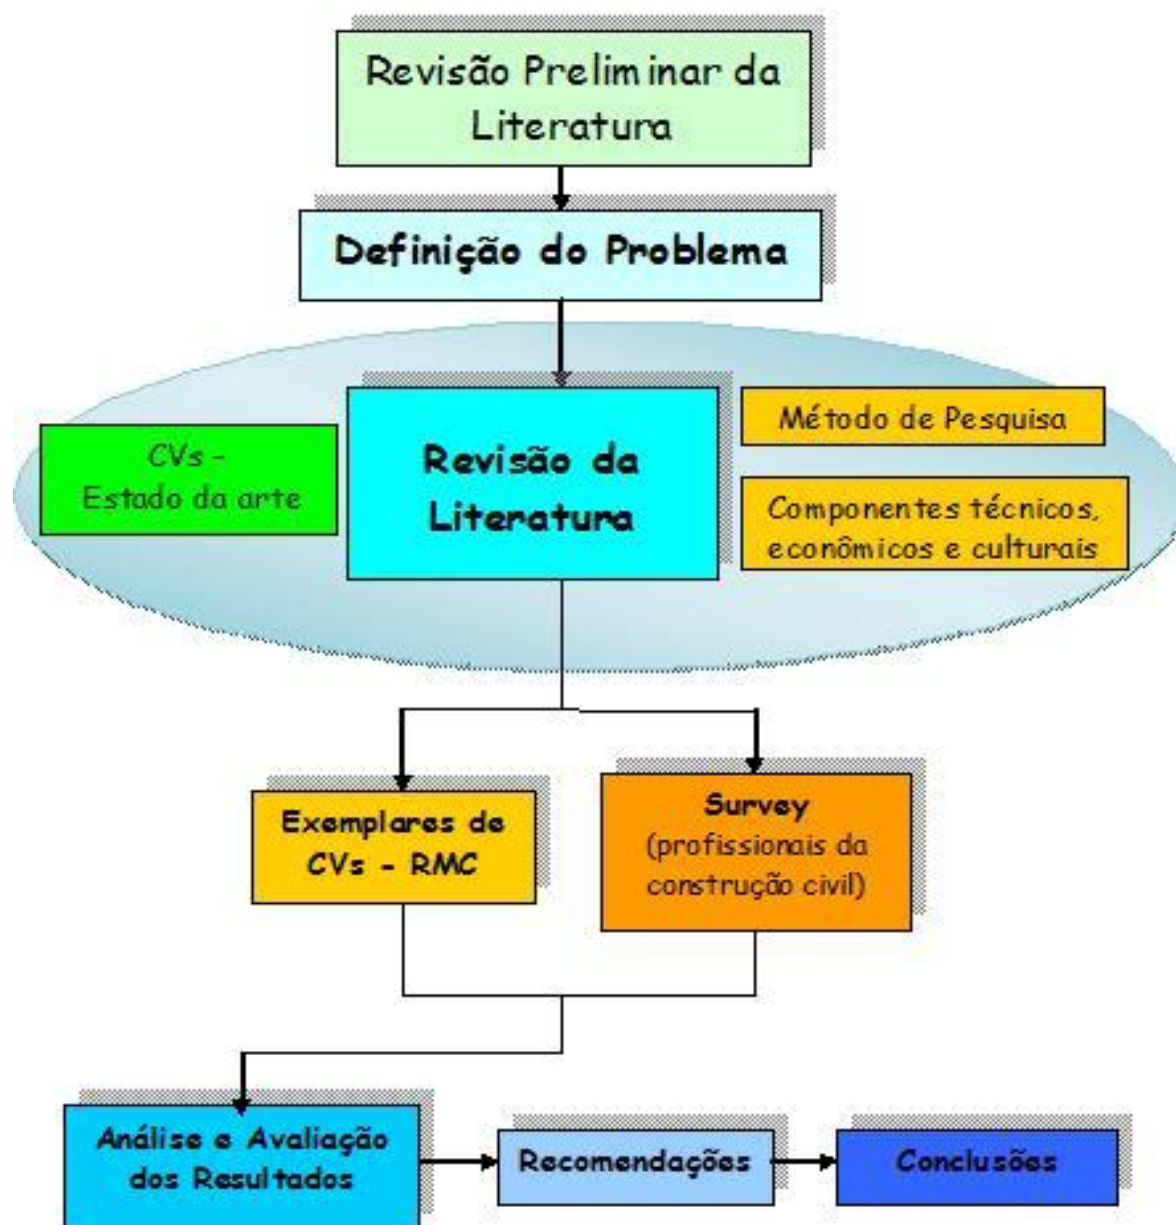 Revisão Preliminar da
Literatura
Definição do Problema
CVs -
Estado da arte
Revisão da
Literatura
Método de Pesquisa
Componentes técnicos,
econômicos e culturais
Exemplares de
CVs - RMC
Survey
(profissionais da
construção civil)
Análise e Avaliação
dos Resultados
Recomendações
Conclusões